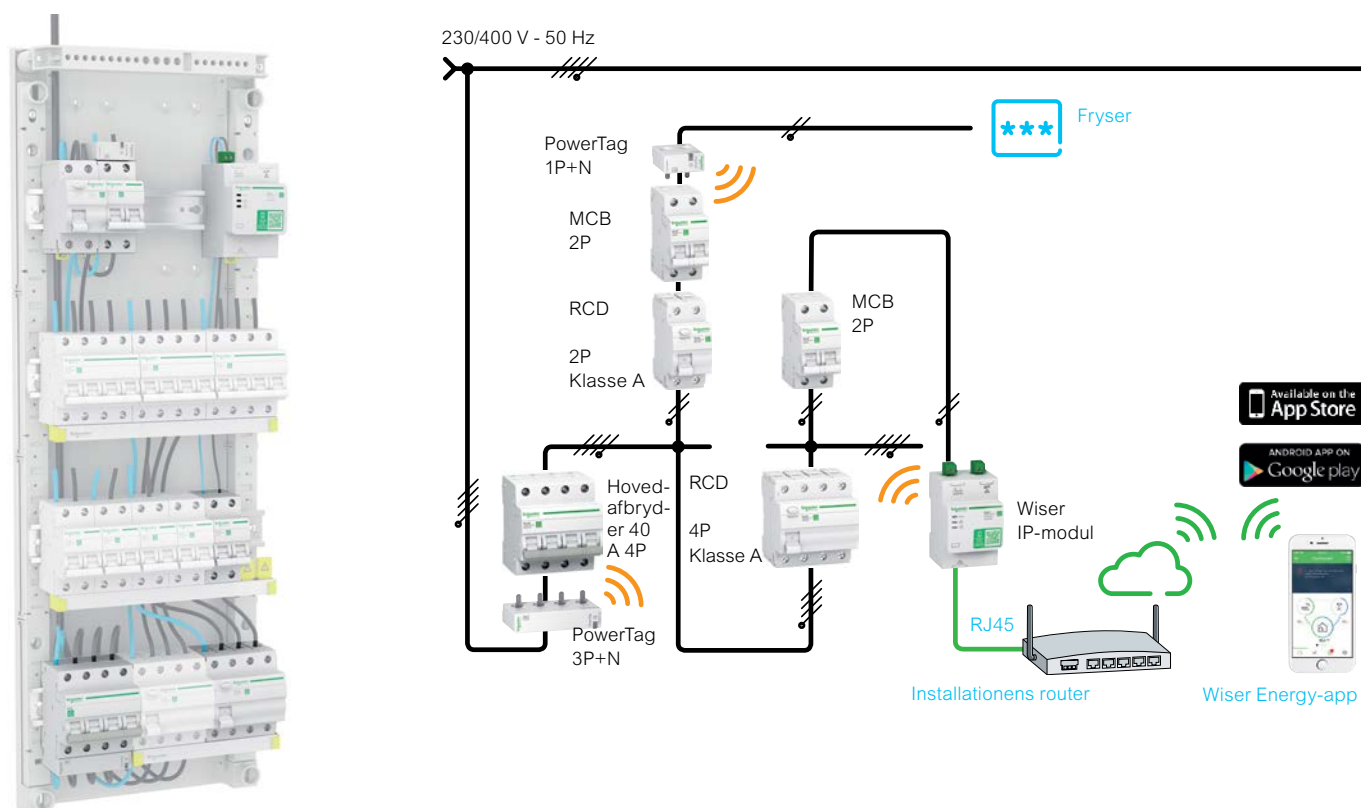 230/400 V - 50 Hz
PowerTag
1P+N
Fryser
MCB
2P
RCD
2P
Klasse A
MCB
2P
Hoved-
afbryd-
er 40
A 4P
RCD
4P
Klasse A
PowerTag
3P+N
Wiser
IP-modul
RJ45
Installationens router
Available on the
App Store
ANDROID APP ON
Google play
Wiser Energy-app